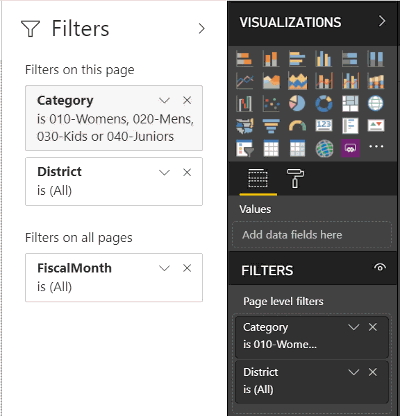 Filters
Filters on this page
Category
is 010-Womens, 020-Mens,
030-Kids or 040-Juniors
District
is (All)
Filters on all pages
FiscalMonth
is (All)
VISUALIZATIONS
123
R
Values
Add data fields here
FILTERS
Page level filters
Category
is 010-Wome...
District
is (All)